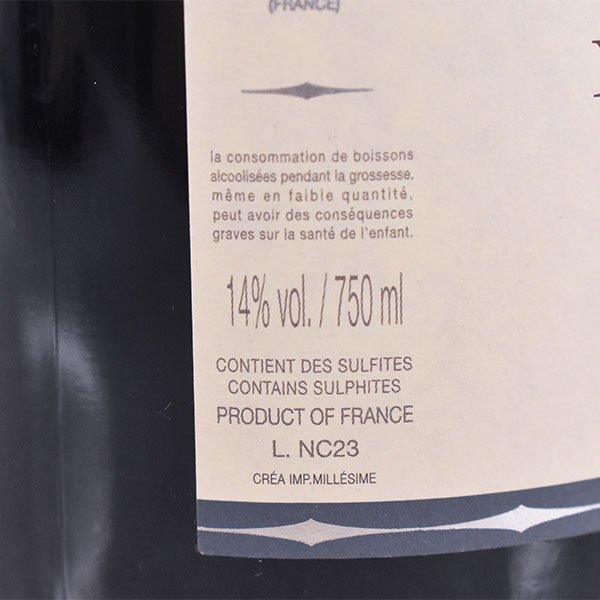 (FRANCE)
la consommation de boissons
alcoolisées pendant la grossesse,
même en faible quantité,
peut avoir des conséquences
graves sur la santé de l'enfant.
14% vol. / 750 ml
CONTIENT DES SULFITES
CONTAINS SULPHITES
PRODUCT OF FRANCE
L. NC23
CRÉA IMP.MILLÉSIME